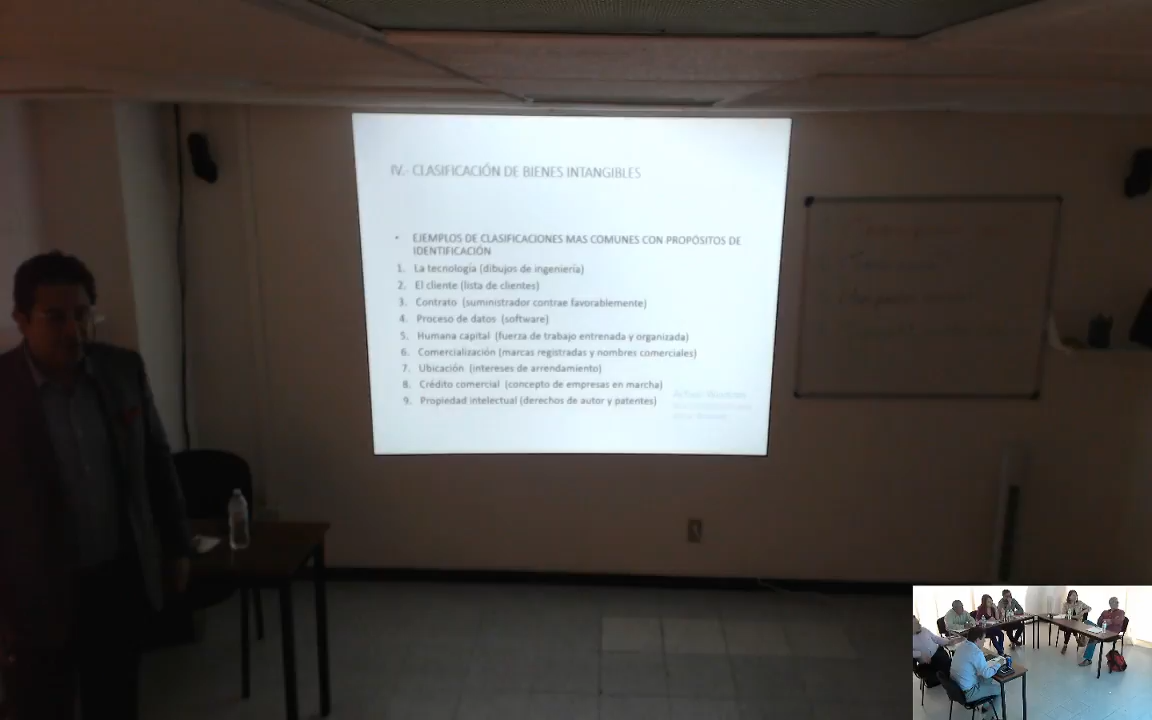 IV.- CLASIFICACIÓN DE BIENES INTANGIBLES
• EJEMPLOS DE CLASIFICACIONES MAS COMUNES CON PROPÓSITOS DE
IDENTIFICACIÓN
1. La tecnología (dibujos de ingeniería)
2. El cliente (lista de clientes)
3. Contrato (suministrador contrae favorablemente)
4. Proceso de datos (software)
5. Humana capital (fuerza de trabajo entrenada y organizada)
6. Comercialización (marcas registradas y nombres comerciales)
7. Ubicación (intereses de arrendamiento)
8. Crédito comercial (concepto de empresas en marcha)
9. Propiedad intelectual (derechos de autor y patentes)